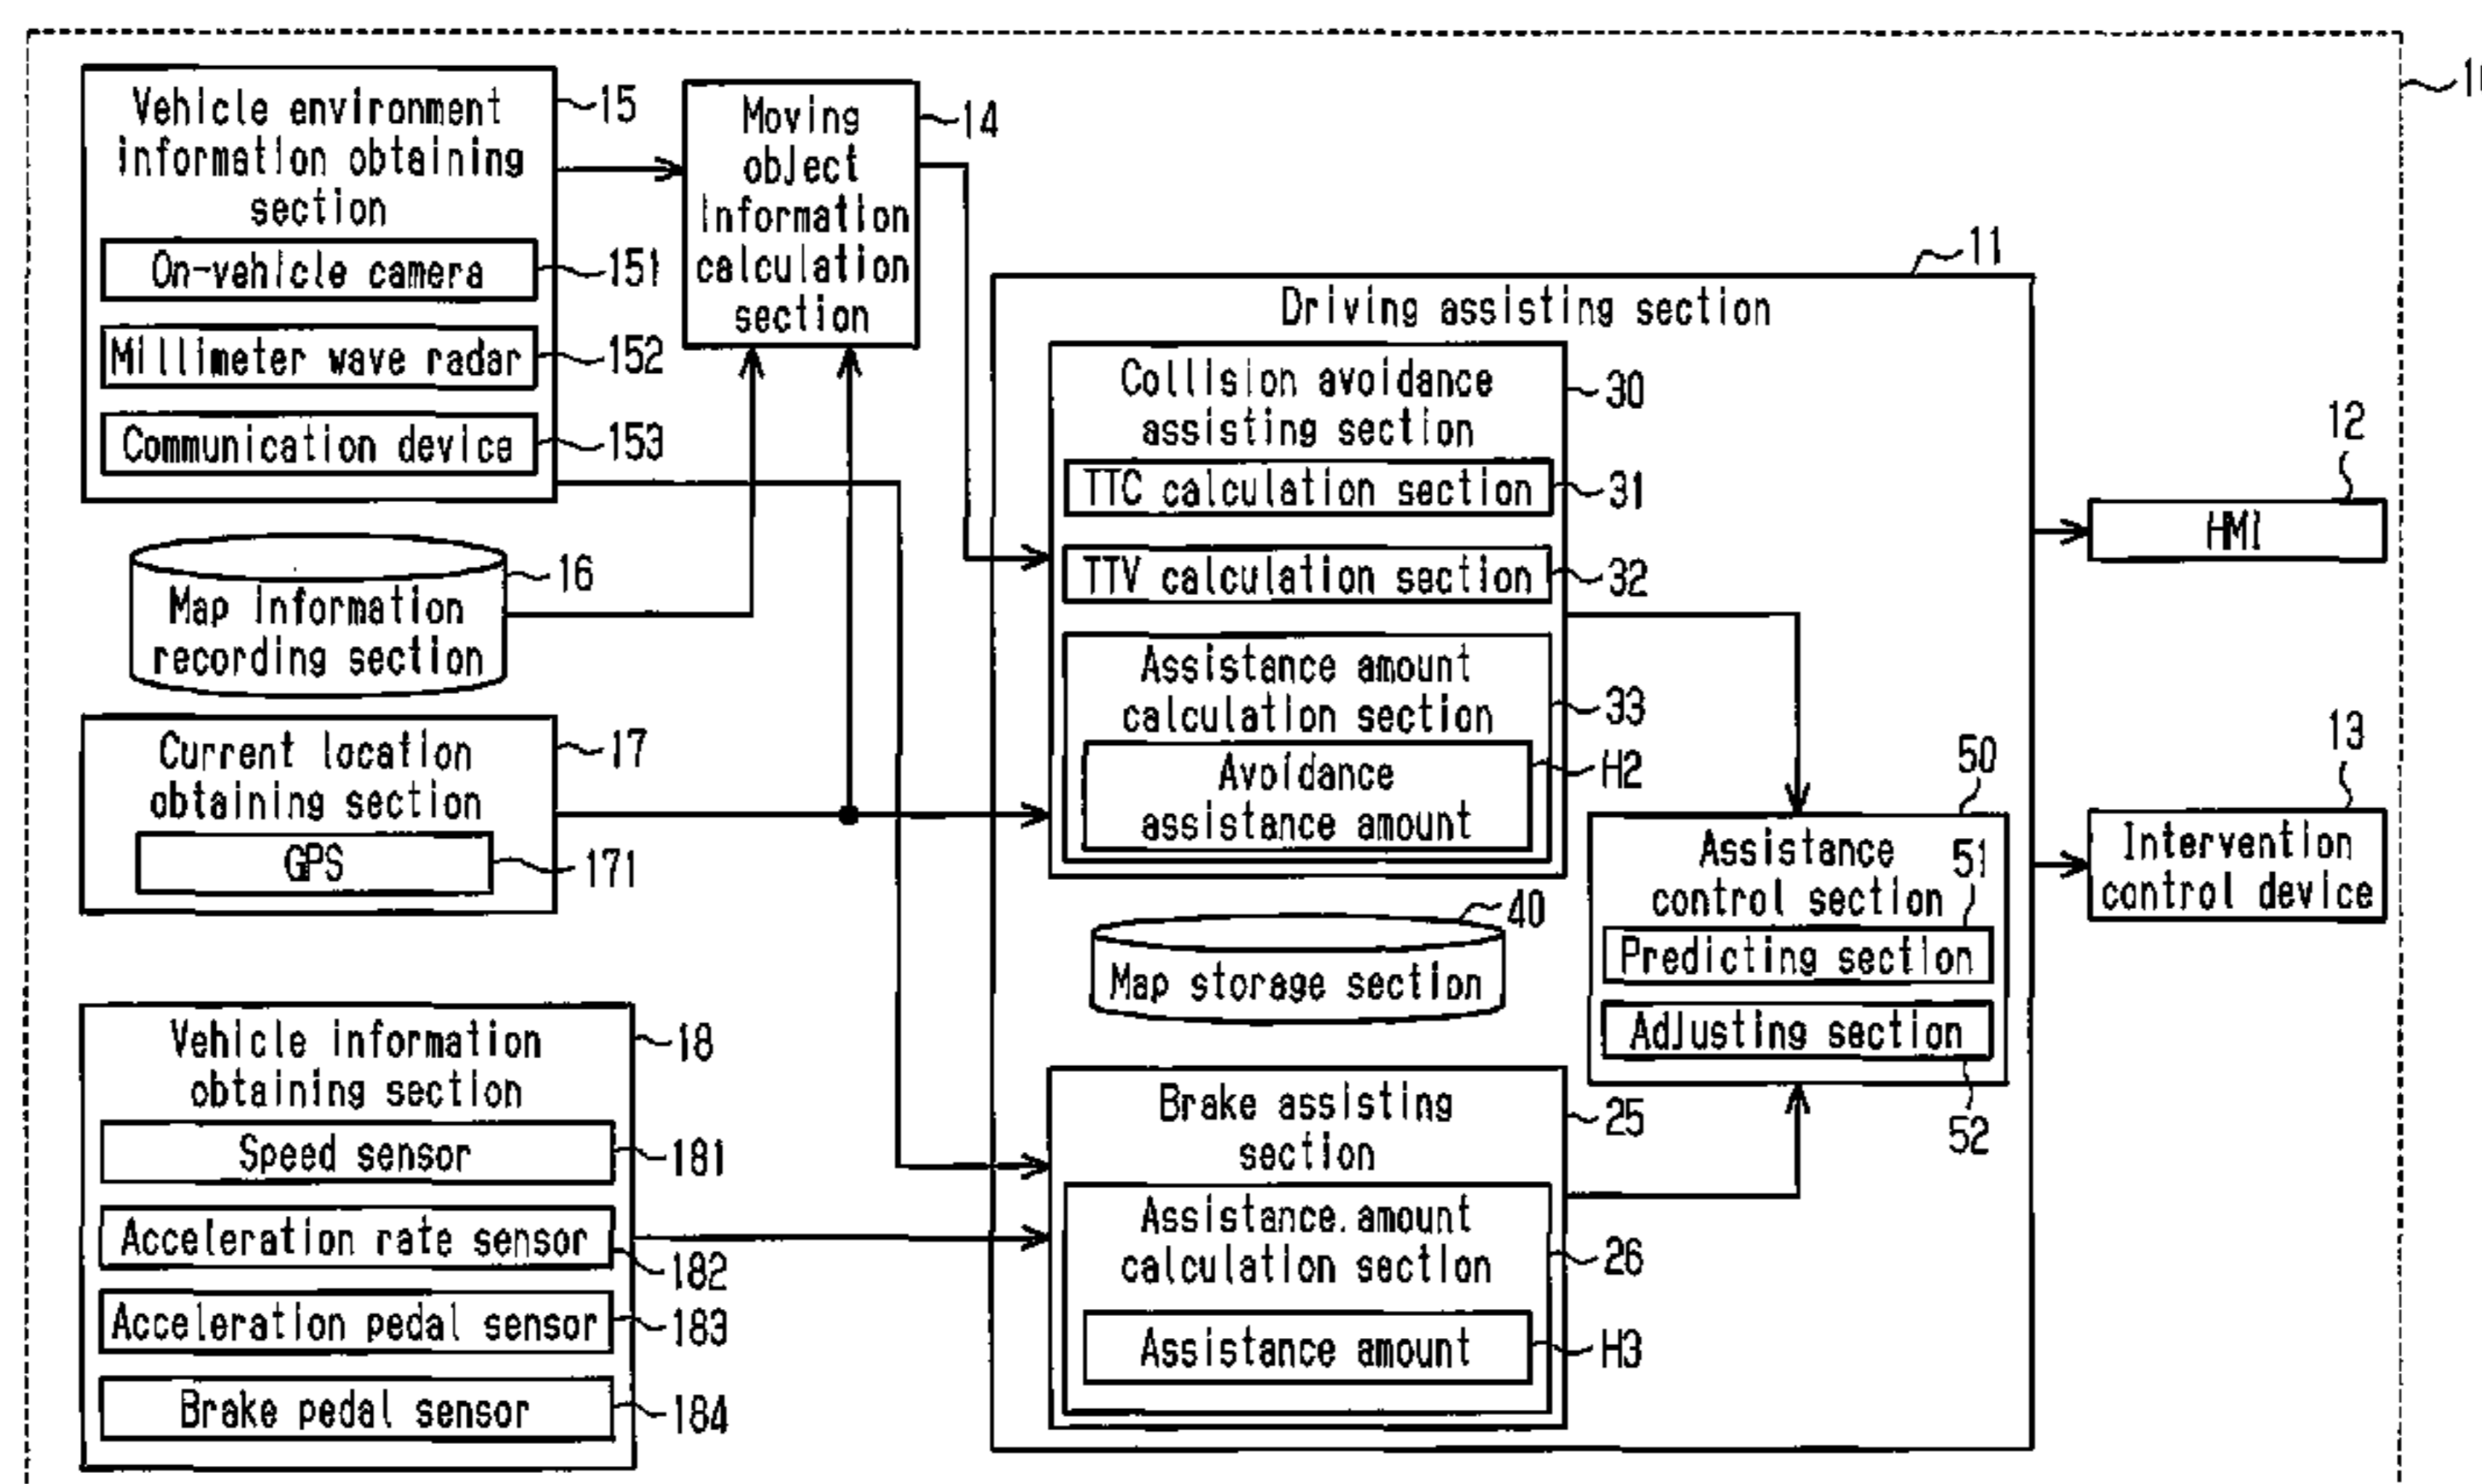 Vehicle environment
information obtaining
section
15
On-vehicle camera
151
Millimeter wave radar
152
Communication device
153
Moving
object
information
calculation
section
14
Map information
recording section
16
Current location
obtaining section
17
GPS
171
Vehicle information
obtaining section
18
Speed sensor
181
Acceleration rate sensor
182
Acceleration pedal sensor
183
Brake pedal sensor
184
11
Driving assisting section
Collision avoidance
assisting section
30
TTC calculation section
31
TTV calculation section
32
Assistance amount
calculation section
33
Avoidance
assistance amount
H2
40
Map storage section
Brake assisting
section
25
Assistance.amount
calculation section
26
Assistance amount
H3
50
Assistance
control section
51
Predicting section
Adjusting section
52
12
HMI
13
Intervention
control device